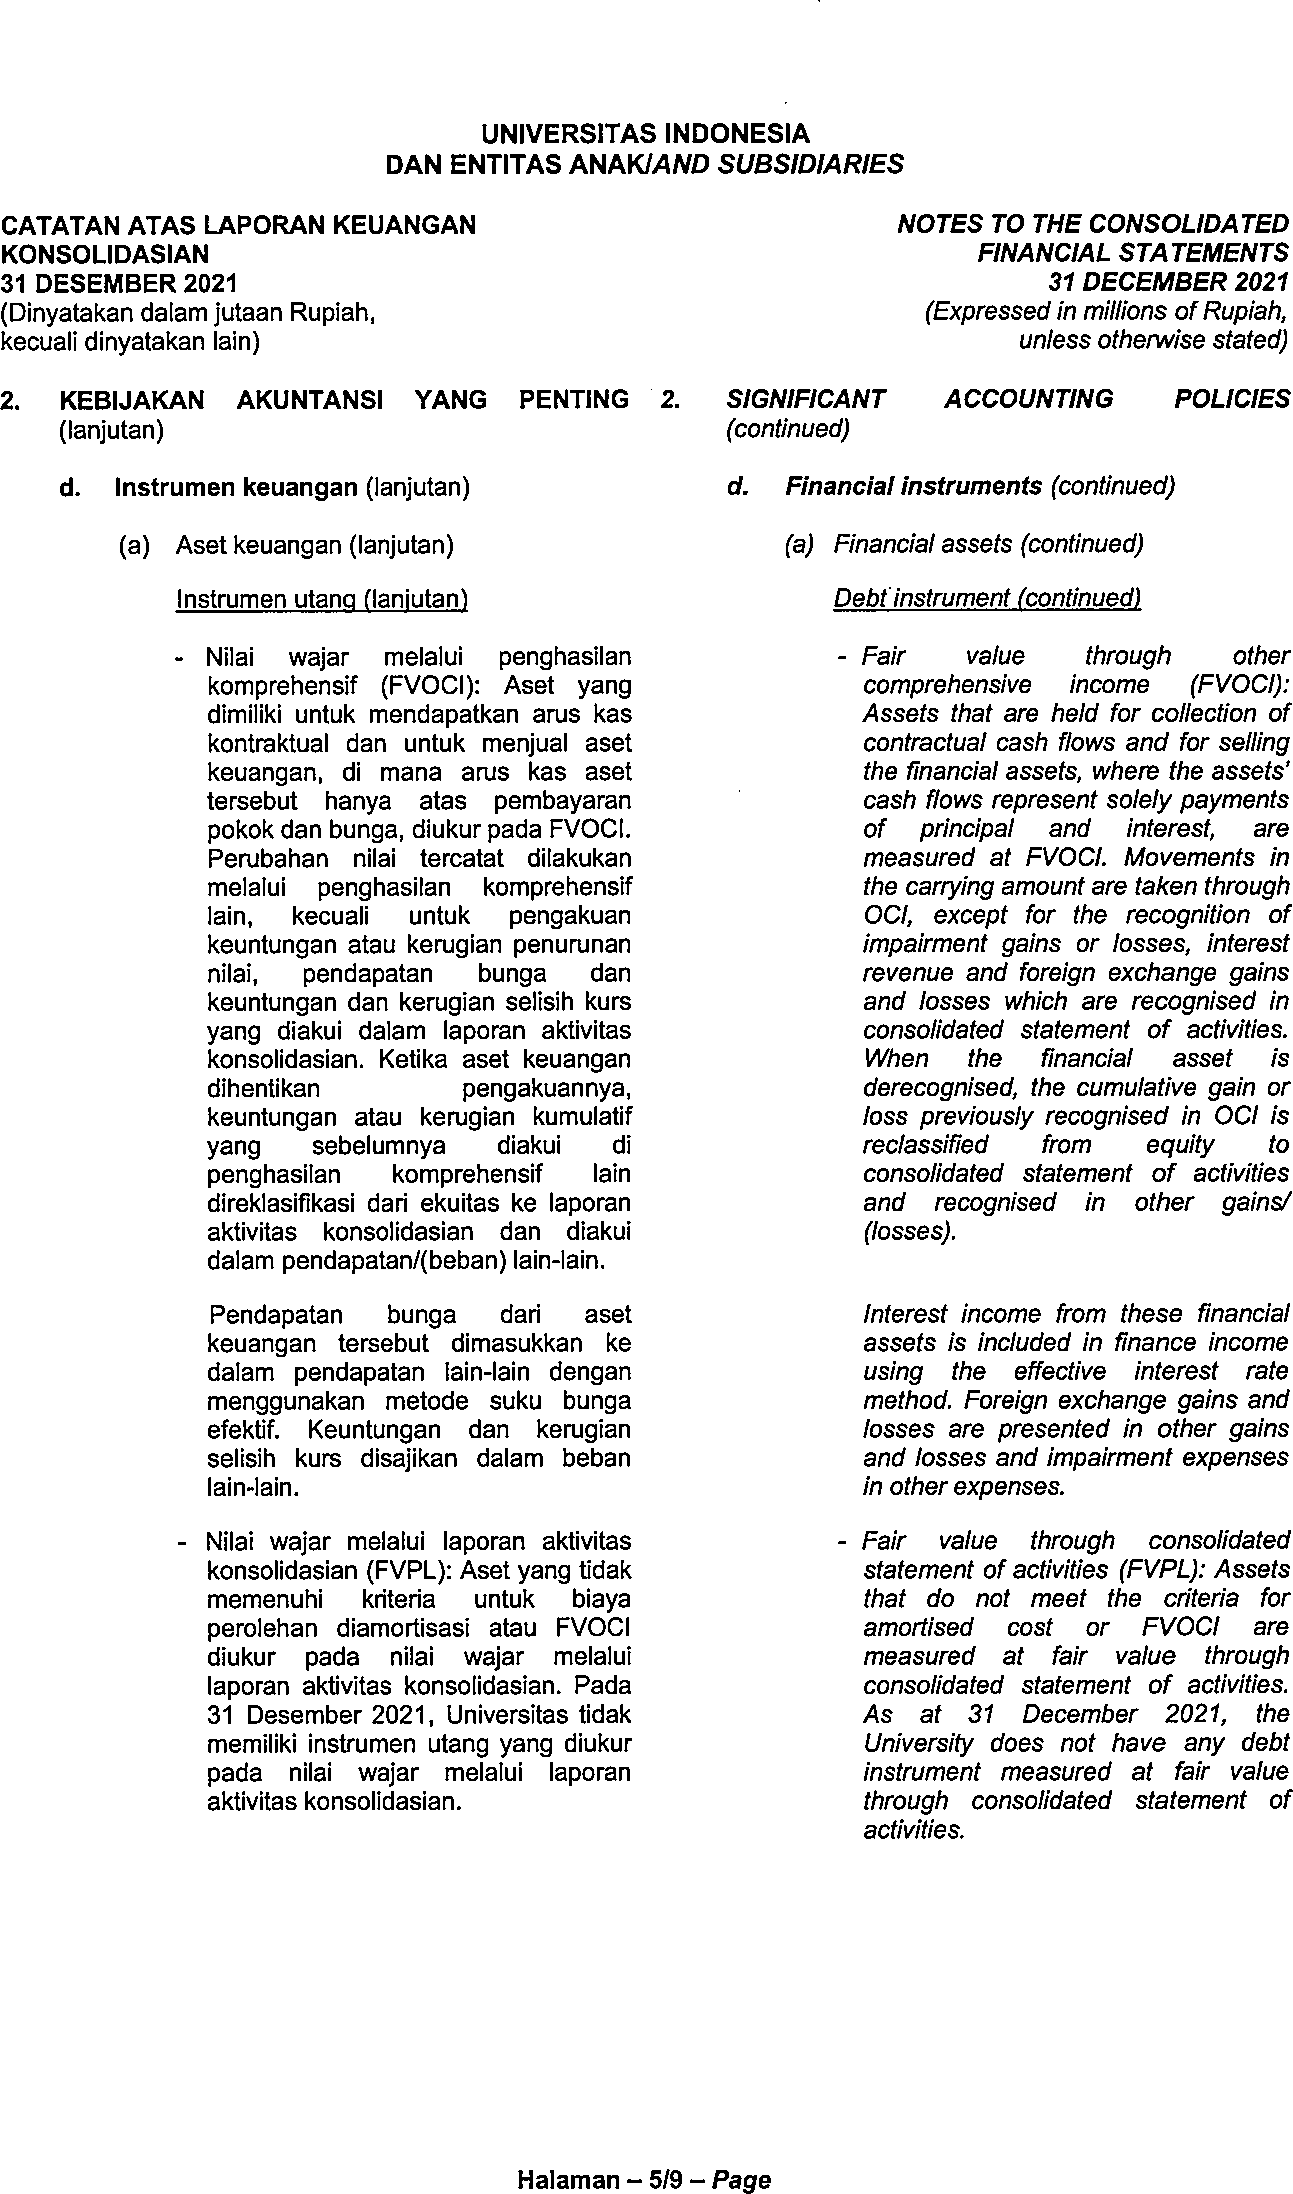 UNIVERSITAS INDONESIA
DAN ENTITAS ANAK/AND SUBSIDIARIES
CATATAN ATAS LAPORAN KEUANGAN
KONSOLIDASIAN
31 DESEMBER 2021
(Dinyatakan dalam jutaan Rupiah,
kecuali dinyatakan lain)
NOTES TO THE CONSOLIDATED
FINANCIAL STATEMENTS
31 DECEMBER 2021
(Expressed in millions of Rupiah,
unless otherwise stated)
2. KEBIJAKAN AKUNTANSI YANG PENTING
(lanjutan)
d. Instrumen keuangan (lanjutan)
(a) Aset keuangan (lanjutan)
Instrumen utang (lanjutan)
- Nilai wajar melalui penghasilan
komprehensif (FVOCI): Aset yang
dimiliki untuk mendapatkan arus kas
kontraktual dan untuk menjual aset
keuangan, di mana arus kas aset
tersebut hanya atas pembayaran
pokok dan bunga, diukur pada FVOCI.
Perubahan nilai tercatat dilakukan
melalui penghasilan komprehensif
lain, kecuali untuk pengakuan
keuntungan atau kerugian penurunan
nilai, pendapatan bunga dan
keuntungan dan kerugian selisih kurs
yang diakui dalam laporan aktivitas
konsolidasian. Ketika aset keuangan
dihentikan pengakuannya,
keuntungan atau kerugian kumulatif
yang sebelumnya diakui di
penghasilan komprehensif lain
direklasifikasi dari ekuitas ke laporan
aktivitas konsolidasian dan diakui
dalam pendapatan/(beban) lain-lain.
Pendapatan bunga dari aset
keuangan tersebut dimasukkan ke
dalam pendapatan lain-lain dengan
menggunakan metode suku bunga
efektif. Keuntungan dan kerugian
selisih kurs disajikan dalam beban
lain-lain.
- Nilai wajar melalui laporan aktivitas
konsolidasian (FVPL): Aset yang tidak
memenuhi kriteria untuk biaya
perolehan diamortisasi atau FVOCI
diukur pada nilai wajar melalui
laporan aktivitas konsolidasian. Pada
31 Desember 2021, Universitas tidak
memiliki instrumen utang yang diukur
pada nilai wajar melalui laporan
aktivitas konsolidasian.
2. SIGNIFICANT ACCOUNTING POLICIES
(continued)
d. Financial instruments (continued)
(a) Financial assets (continued)
Debt instrument (continued)
- Fair value through other
comprehensive income (FVOCI):
Assets that are held for collection of
contractual cash flows and for selling
the financial assets, where the assets'
cash flows represent solely payments
of principal and interest, are
measured at FVOCI. Movements in
the carrying amount are taken through
OCI, except for the recognition of
impairment gains or losses, interest
revenue and foreign exchange gains
and losses which are recognised in
consolidated statement of activities.
When the financial asset is
derecognised, the cumulative gain or
loss previously recognised in OCI is
reclassified from equity to
consolidated statement of activities
and recognised in other gains/
(losses).
Interest income from these financial
assets is included in finance income
using the effective interest rate
method. Foreign exchange gains and
losses are presented in other gains
and losses and impairment expenses
in other expenses.
- Fair value through consolidated
statement of activities (FVPL): Assets
that do not meet the criteria for
amortised cost or FVOCI are
measured at fair value through
consolidated statement of activities.
As at 31 December 2021, the
University does not have any debt
instrument measured at fair value
through consolidated statement of
activities.
Halaman – 5/9 – Page